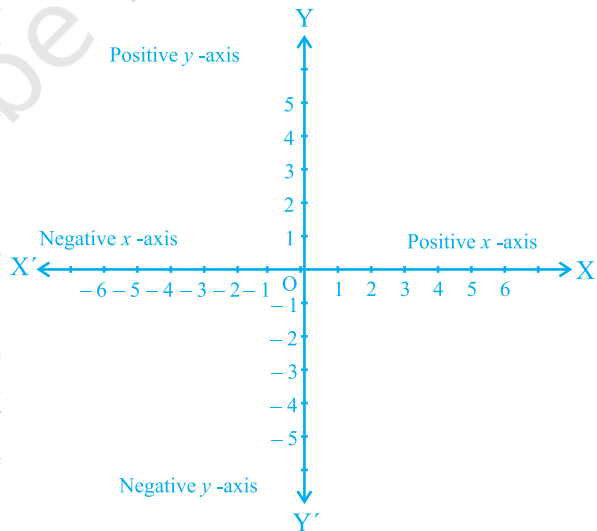 Y
Positive y -axis
5
4
3
2
1
Negative x -axis
Positive x -axis
X´
X
– 6 – 5 – 4 – 3 – 2 – 1 O 1 2 3 4 5 6
– 1
– 2
– 3
– 4
– 5
Negative y -axis
Y´
be